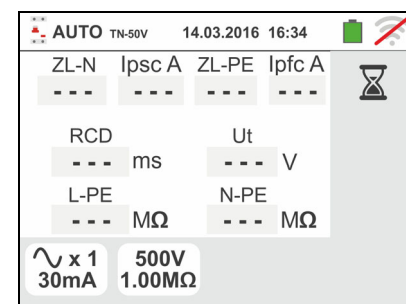 AUTO TN-50V 14.03.2016 16:34
ZL-N Ipsc A ZL-PE Ipfc A
- - - - - - - - - - - -
RCD Ut
- - - ms - - - V
L-PE N-PE
- - - MΩ - - - MΩ
x 1 500V
30mA 1.00MΩ